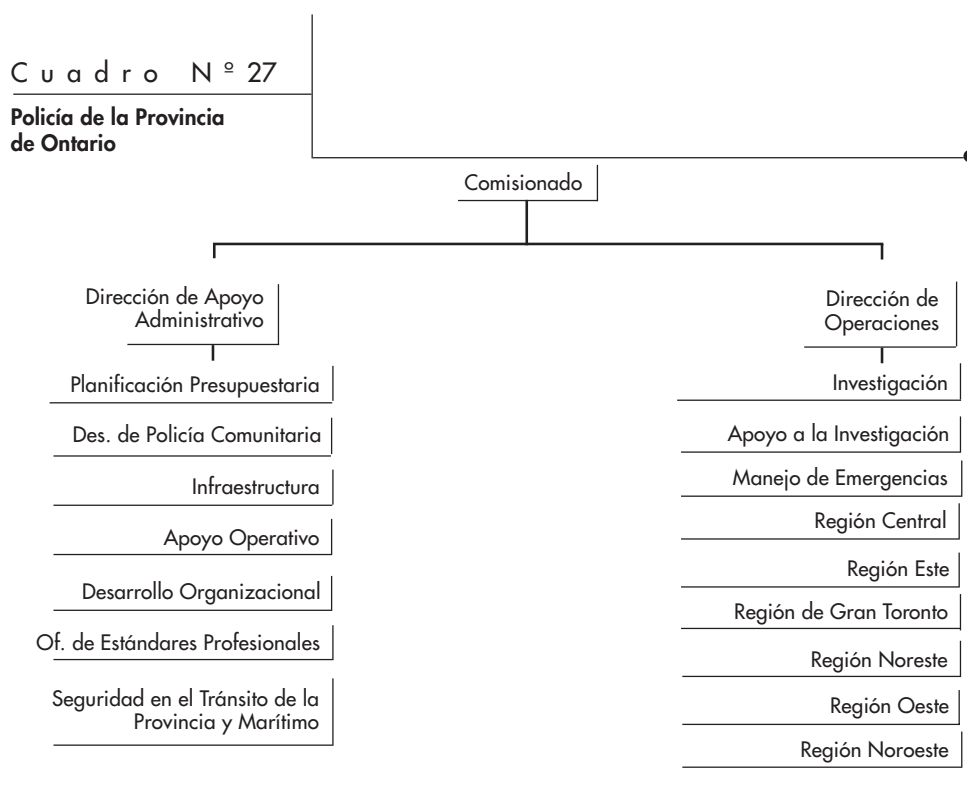 Cuadro Nº 27
Policía de la Provincia
de Ontario
Comisionado
Dirección de Apoyo
Administrativo
Planificación Presupuestaria
Des. de Policía Comunitaria
Infraestructura
Apoyo Operativo
Desarrollo Organizacional
Of. de Estándares Profesionales
Seguridad en el Tránsito de la
Provincia y Marítimo
Dirección de
Operaciones
Investigación
Apoyo a la Investigación
Manejo de Emergencias
Región Central
Región Este
Región de Gran Toronto
Región Noreste
Región Oeste
Región Noroeste